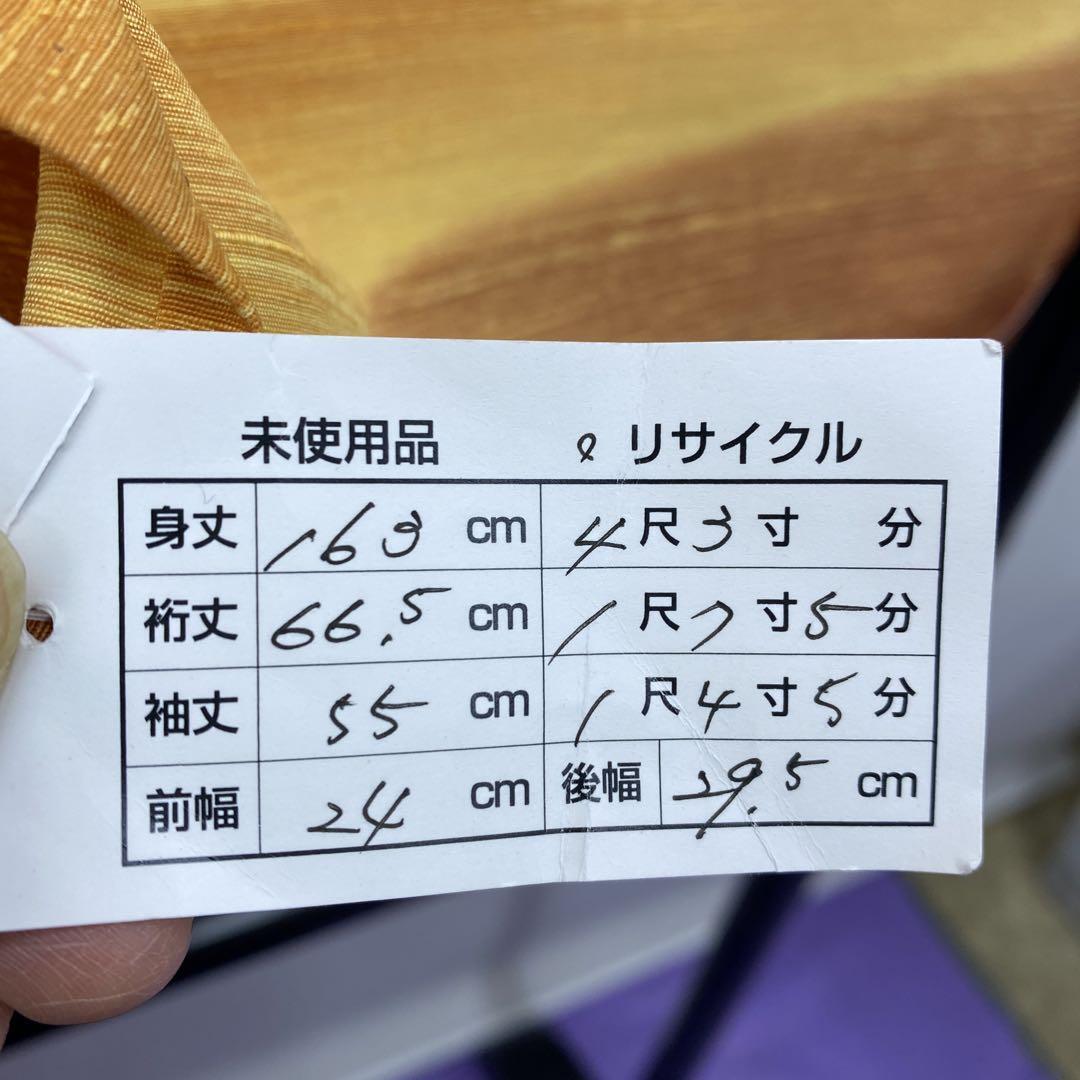 未使用品 リサイクル
身丈 163 cm 4尺3寸 分
裄丈 66.5 cm 1尺7寸5分
袖丈 55 cm 1尺4寸5分
前幅 24 cm 後幅 29.5 cm